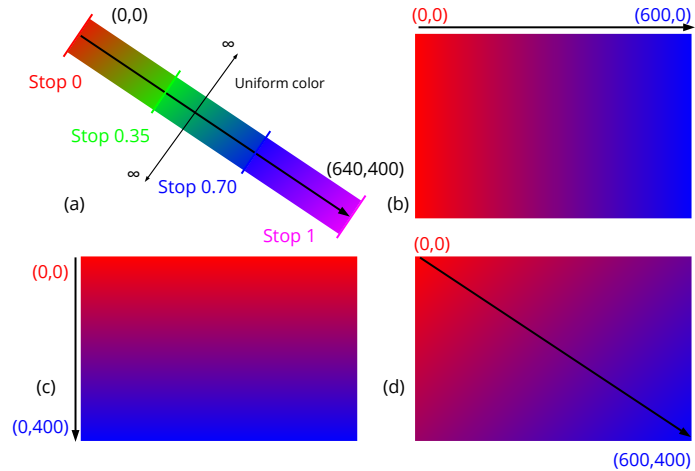 (0,0)
∞
Uniform color
Stop 0
Stop 0.35
∞
Stop 0.70
(640,400)
Stop 1
(a)
(0,0)
(600,0)
(b)
(0,0)
(c)
(0,400)
(0,0)
(d)
(600,400)